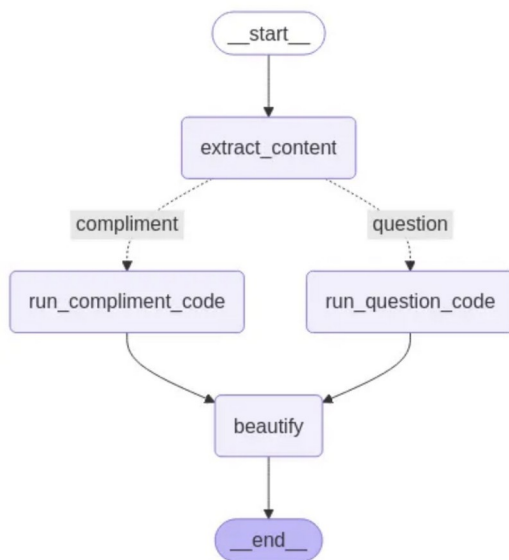 __start__
extract_content
compliment
question
run_compliment_code
run_question_code
beautify
__end__